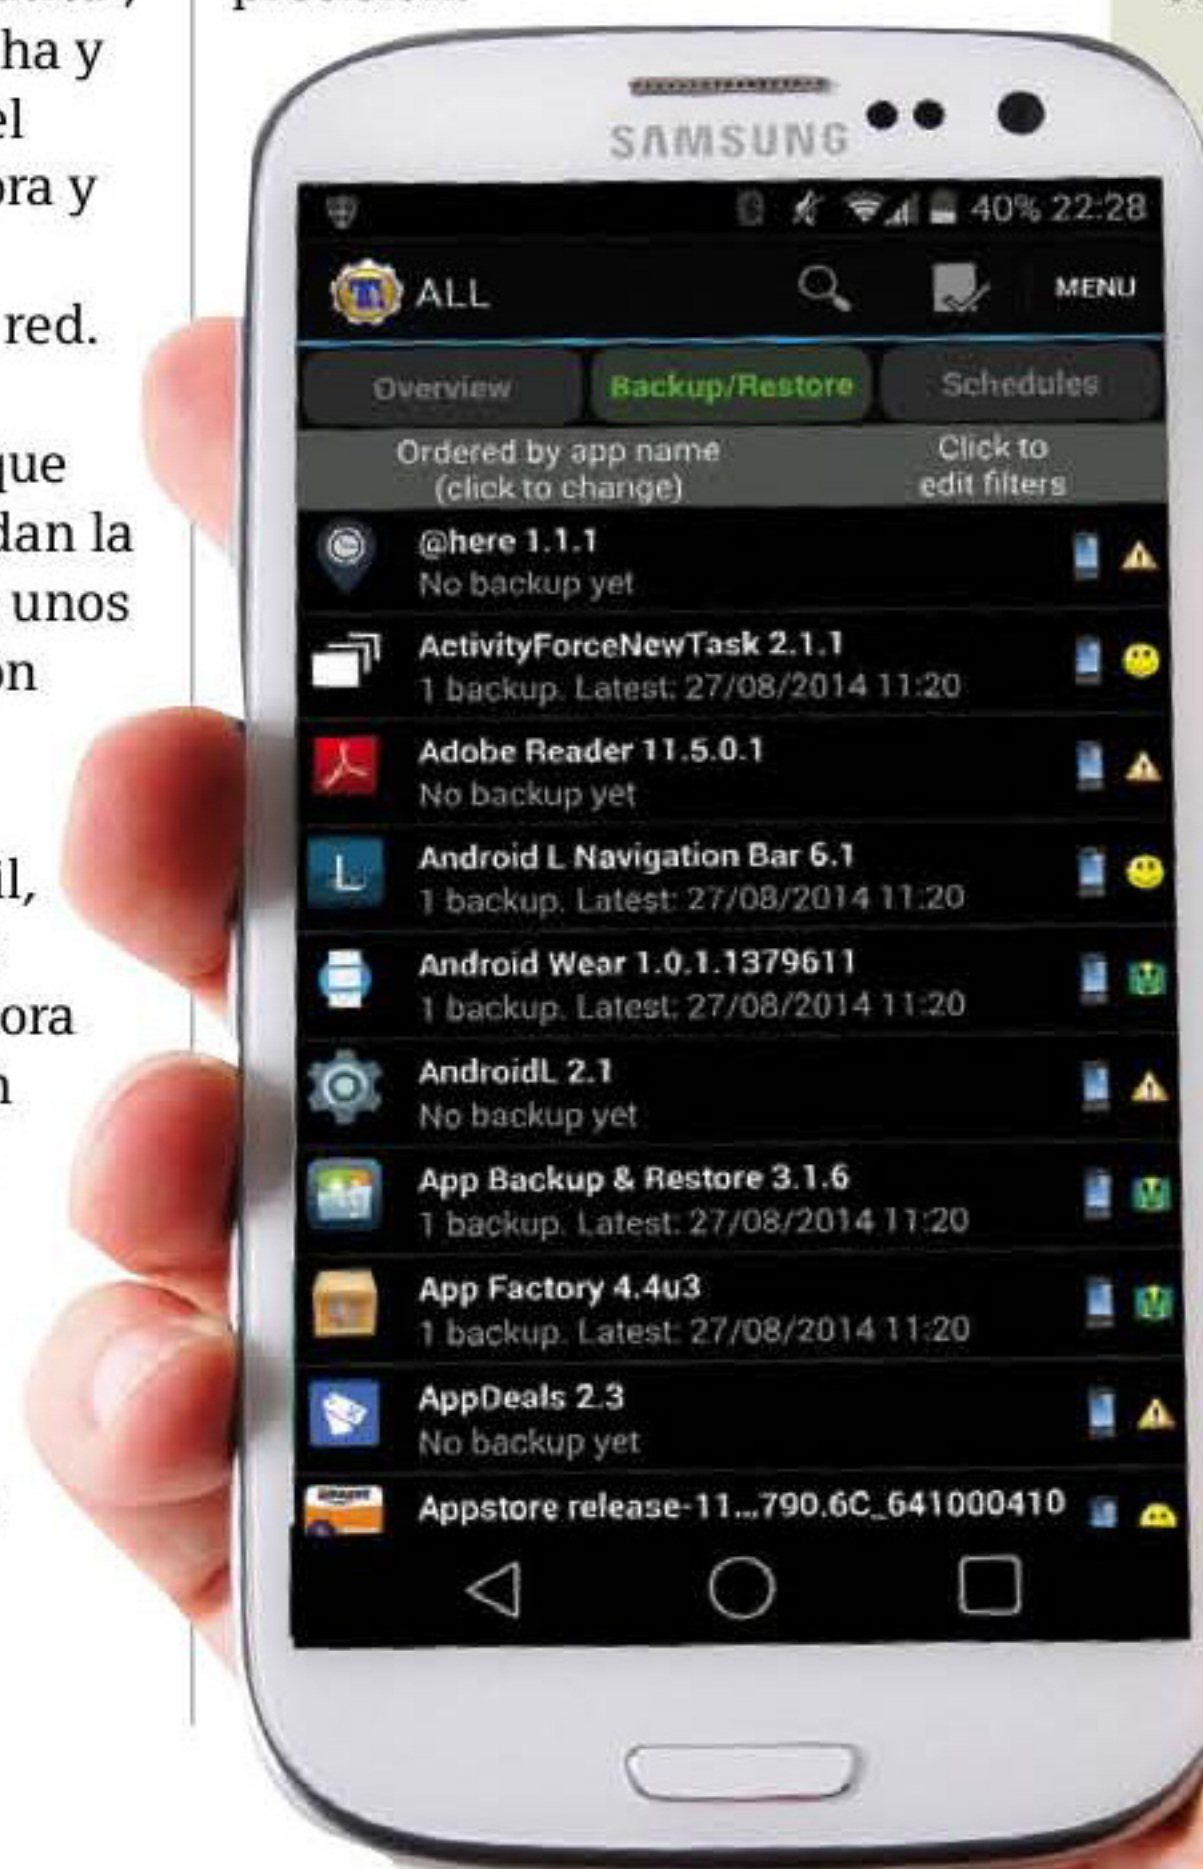 ha y
el
ora y
red.
que
dan la
unos
on
il,
ora
n
SAMSUNG
40% 22:28
ALL
MENU
Overview
Backup/Restore
Schedules
Ordered by app name
(click to change)
Click to
edit filters
@here 1.1.1
No backup yet
ActivityForceNewTask 2.1.1
1 backup. Latest: 27/08/2014 11:20
Adobe Reader 11.5.0.1
No backup yet
Android L Navigation Bar 6.1
1 backup. Latest: 27/08/2014 11:20
Android Wear 1.0.1.1379611
1 backup. Latest: 27/08/2014 11:20
AndroidL 2.1
No backup yet
App Backup & Restore 3.1.6
1 backup. Latest: 27/08/2014 11:20
App Factory 4.4u3
1 backup. Latest: 27/08/2014 11:20
AppDeals 2.3
No backup yet
Appstore release-11...790.6C_641000410